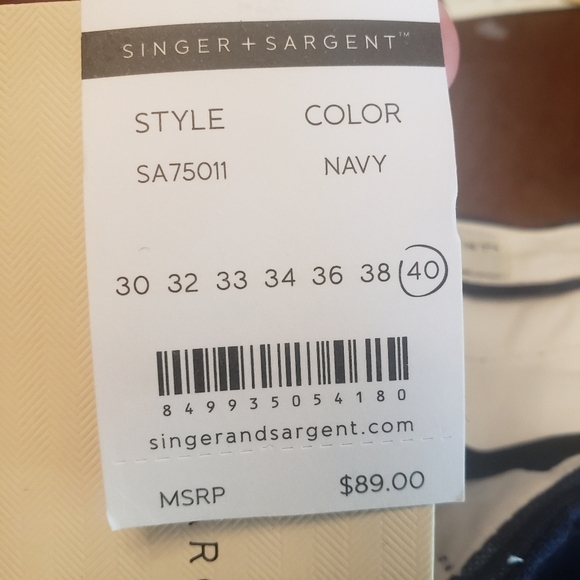 SINGER + SARGENT™
STYLE COLOR
SA75011 NAVY
30 32 33 34 36 38 40
849935054180
singerandsargent.com
MSRP $89.00